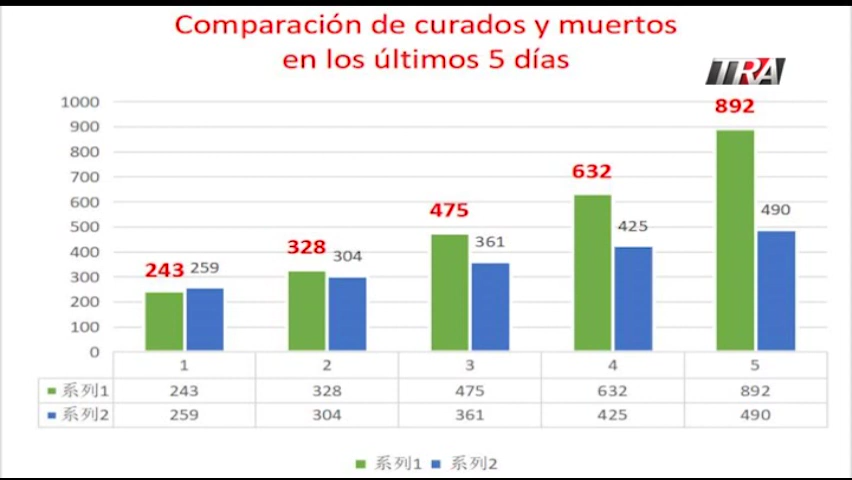 Comparación de curados y muertos
en los últimos 5 días
TRA
1000
900
800
700
600
500
400
300
200
100
0
243 259
328 304
475 361
632 425
892 490
1 2 3 4 5
系列1 243 328 475 632 892
系列2 259 304 361 425 490
系列1 系列2